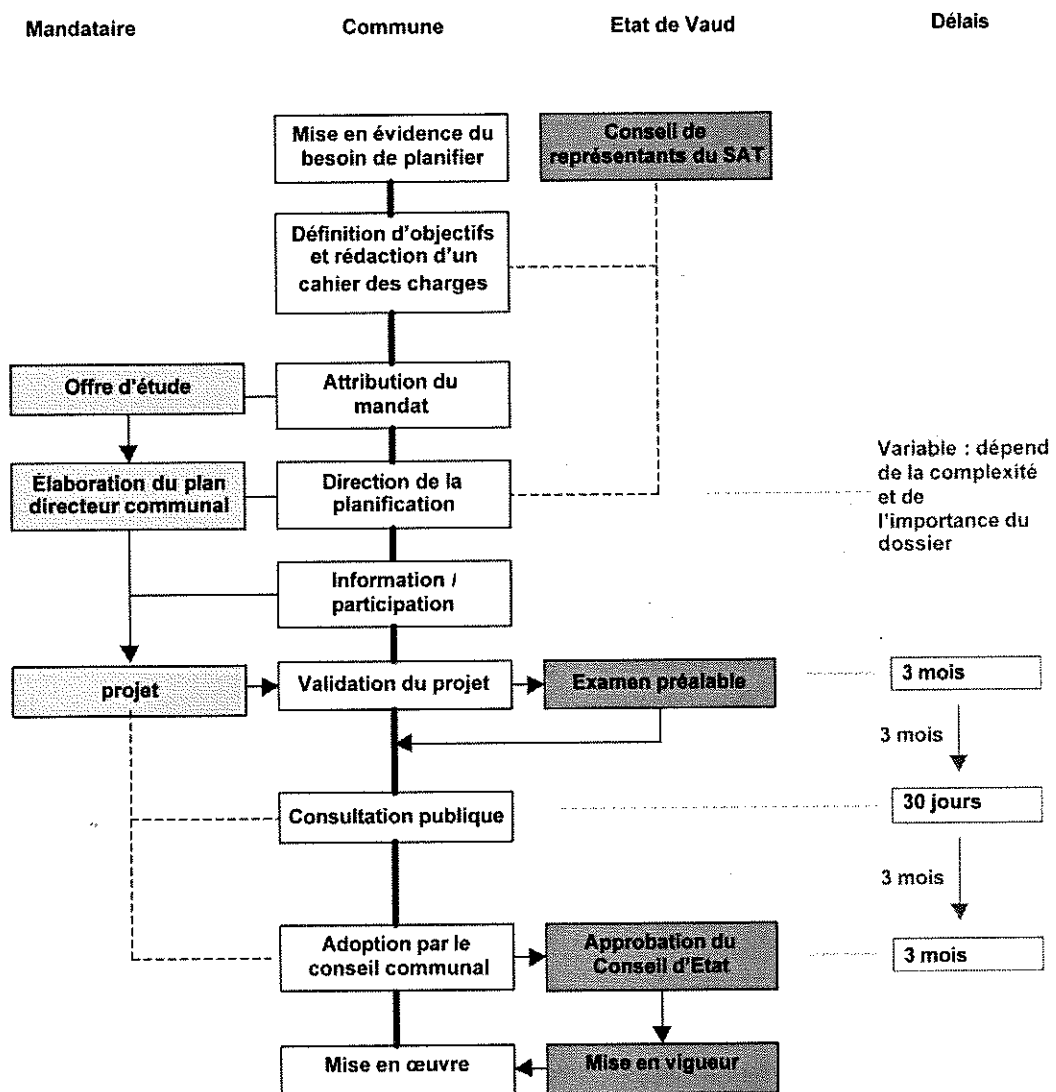 Mandataire
Commune
Etat de Vaud
Délais
Mise en évidence du
besoin de planifier
Conseil de
représentants du SAT
Définition d'objectifs
et rédaction d'un
cahier des charges
Offre d'étude
Attribution du
mandat
Élaboration du plan
directeur communal
Direction de la
planification
Variable : dépend
de la complexité
et de
l'importance du
dossier
Information /
participation
projet
Validation du projet
Examen préalable
3 mois
3 mois
Consultation publique
30 jours
3 mois
Adoption par le
conseil communal
Approbation du
Conseil d'Etat
3 mois
Mise en œuvre
Mise en vigueur